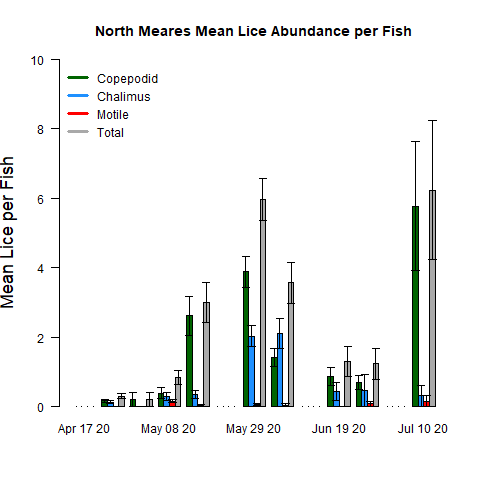 North Meares Mean Lice Abundance per Fish
Mean Lice per Fish
10
8
6
4
2
0
Copepodid
Chalimus
Motile
Total
Apr 17 20
May 08 20
May 29 20
Jun 19 20
Jul 10 20